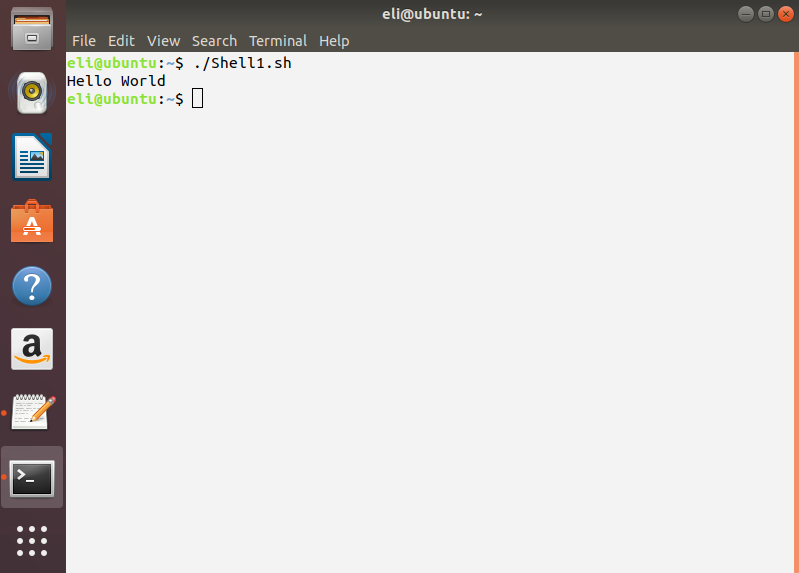 eli@ubuntu: ~
File Edit View Search Terminal Help
eli@ubuntu:~$ ./Shell1.sh
Hello World
eli@ubuntu:~$